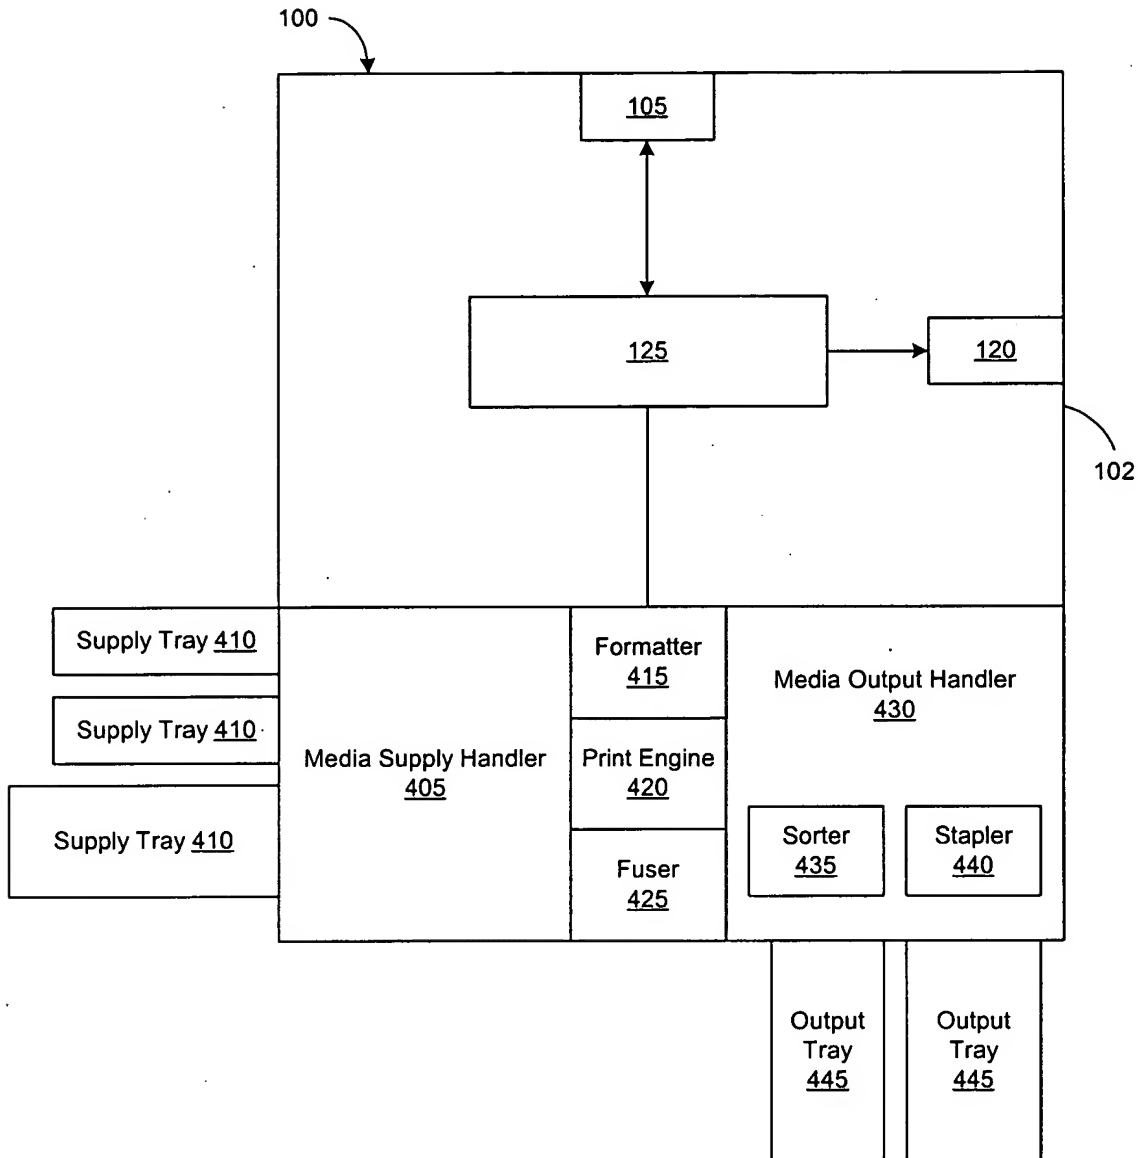 100
105
125
120
102
Supply Tray 410
Supply Tray 410
Supply Tray 410
Media Supply Handler
405
Formatter
415
Print Engine
420
Fuser
425
Media Output Handler
430
Sorter
435
Stapler
440
Output
Tray
445
Output
Tray
445